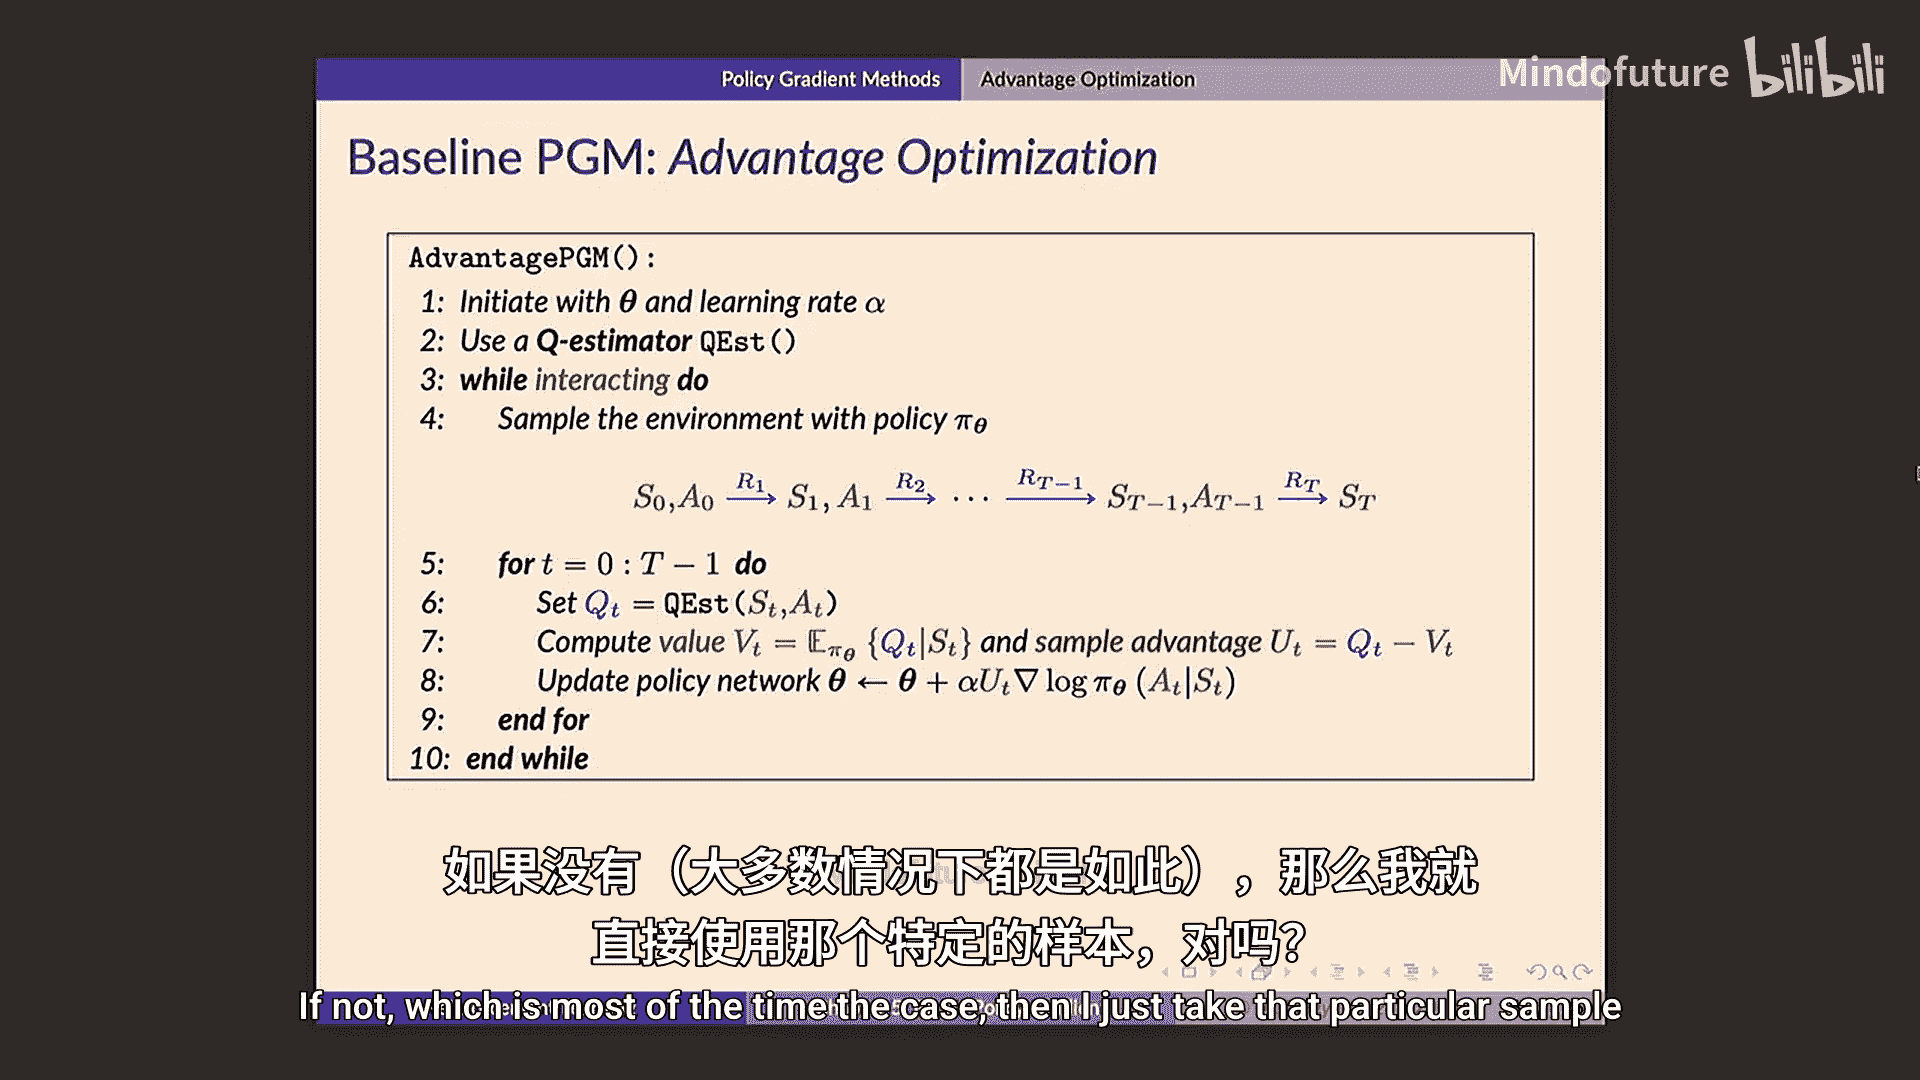 Policy Gradient Methods Advantage Optimization
Mindofuture bilibili
Baseline PGM: Advantage Optimization
AdvantagePGM():
1: Initiate with θ and learning rate α
2: Use a Q-estimator QEst()
3: while interacting do
4: Sample the environment with policy π_θ
S_0,A_0 —R_1→ S_1,A_1 —R_2→ ⋯ —R_{T−1}→ S_{T−1},A_{T−1} —R_T→ S_T
5: for t = 0 : T − 1 do
6: Set Q_t = QEst(S_t,A_t)
7: Compute value V_t = 𝔼_{π_θ} {Q_t|S_t} and sample advantage U_t = Q_t − V_t
8: Update policy network θ ← θ + αU_t∇ log π_θ (A_t|S_t)
9: end for
10: end while
如果没有（大多数情况下都是如此），那么我就
直接使用那个特定的样本，对吗？
If not, which is most of the time the case, then I just take that particular sample